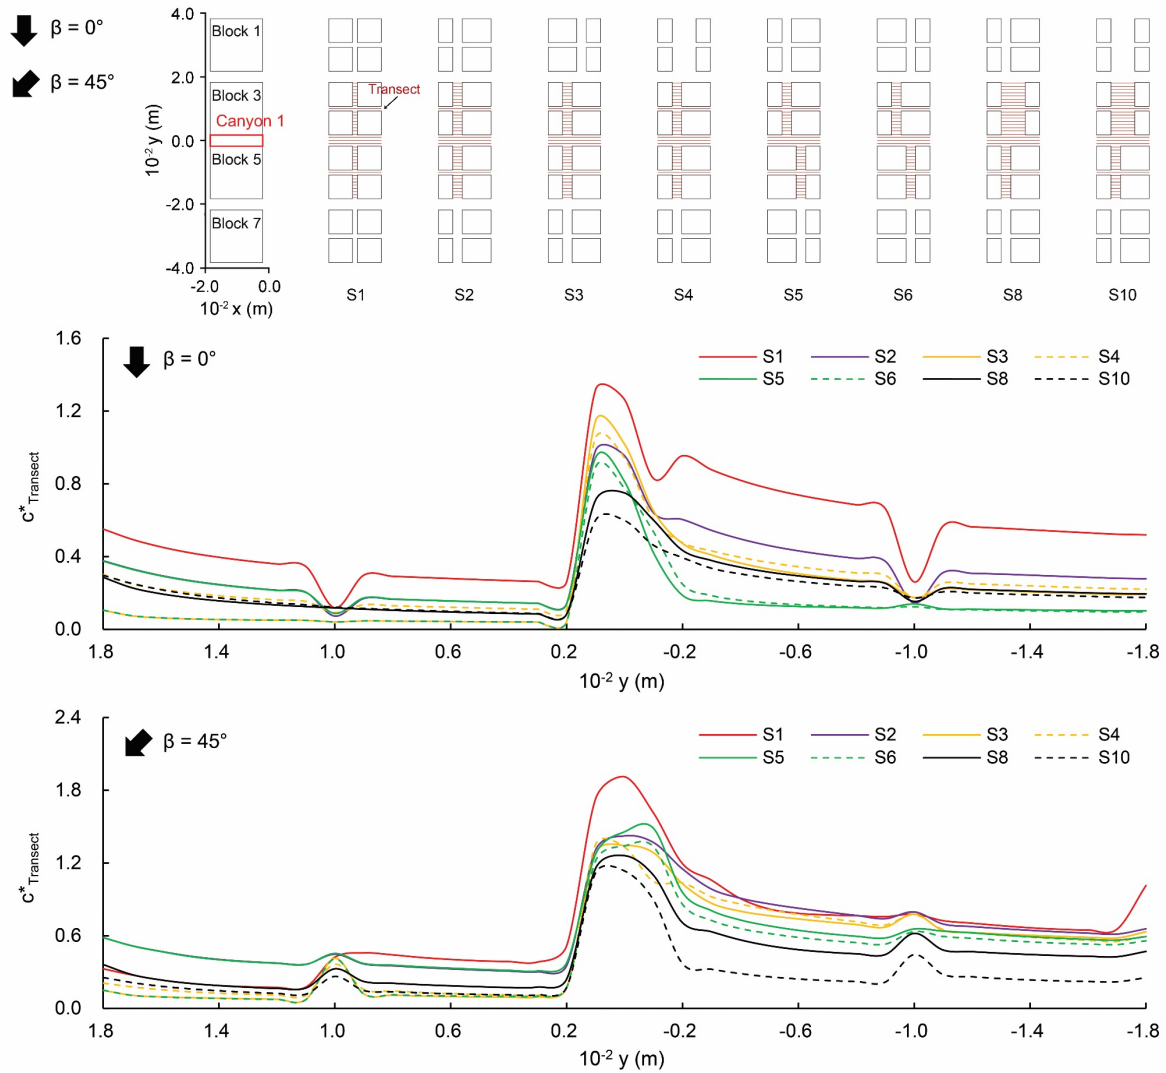 β = 0°
β = 45°
10⁻² y (m)
4.0
2.0
0.0
-2.0
-4.0
Block 1
Block 3
Canyon 1
Block 5
Block 7
-2.0 0.0
10⁻² x (m)
Transect
S1 S2 S3 S4 S5 S6 S8 S10
β = 0°
S1 S2 S3 S4
S5 S6 S8 S10
c*Transect
1.6
1.2
0.8
0.4
0.0
1.8 1.4 1.0 0.6 0.2 -0.2 -0.6 -1.0 -1.4 -1.8
10⁻² y (m)
β = 45°
S1 S2 S3 S4
S5 S6 S8 S10
c*Transect
2.4
1.8
1.2
0.6
0.0
1.8 1.4 1.0 0.6 0.2 -0.2 -0.6 -1.0 -1.4 -1.8
10⁻² y (m)